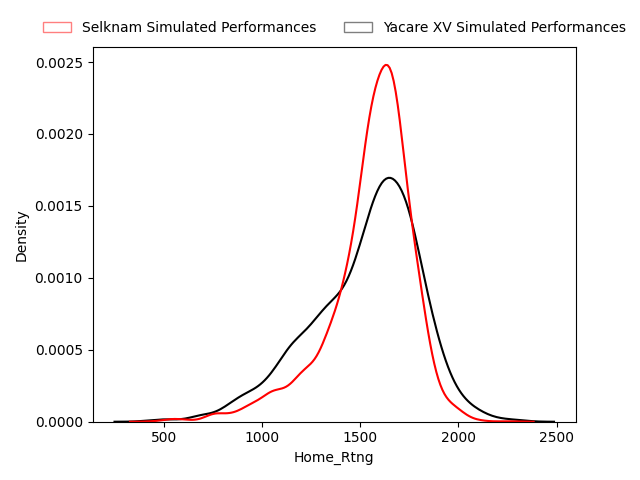 Selknam Simulated Performances Yacare XV Simulated Performances
0.0025
0.0020
0.0015
0.0010
0.0005
0.0000
Density
500 1000 1500 2000 2500
Home_Rtng